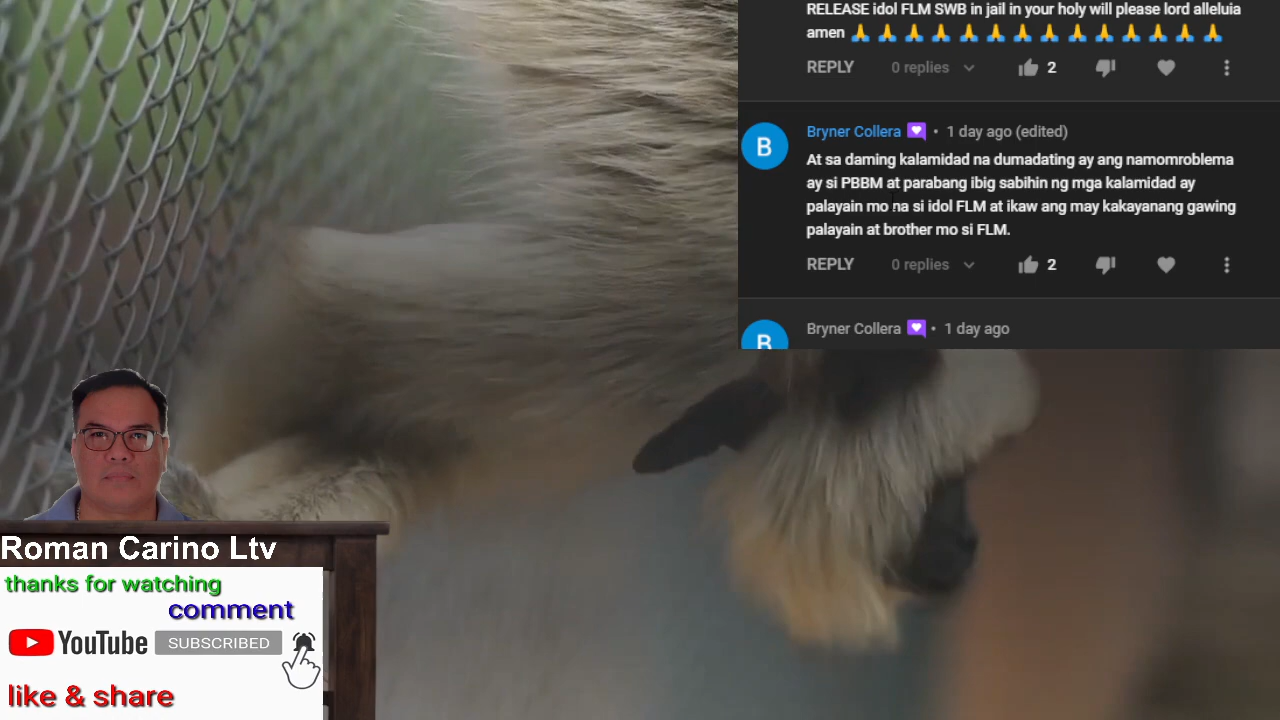 RELEASE idol FLM SWB in jail in your holy will please lord alleluia
amen 🙏 🙏 🙏 🙏 🙏 🙏 🙏 🙏 🙏 🙏 🙏 🙏 🙏 🙏
REPLY 0 replies 2
B Bryner Collera • 1 day ago (edited)
At sa daming kalamidad na dumadating ay ang namomroblema
ay si PBBM at parabang ibig sabihin ng mga kalamidad ay
palayain mo na si idol FLM at ikaw ang may kakayanang gawing
palayain at brother mo si FLM.
REPLY 0 replies 2
B Bryner Collera • 1 day ago
Roman Carino Ltv
thanks for watching
comment
YouTube SUBSCRIBED
like & share